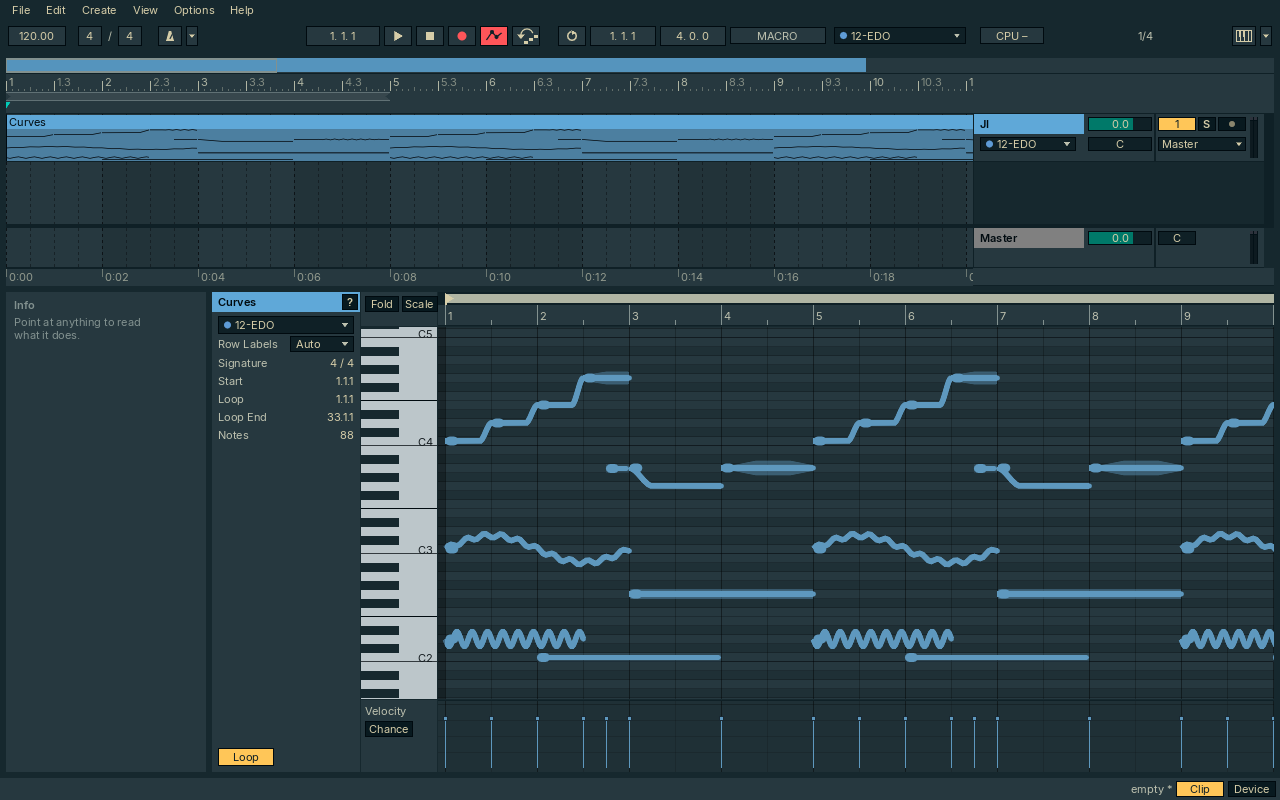 File Edit Create View Options Help
120.00 4 / 4 1. 1. 1 1. 1. 1 4. 0. 0 MACRO 12-EDO CPU – 1/4
1 1.3 2 2.3 3 3.3 4 4.3 5 5.3 6 6.3 7 7.3 8 8.3 9 9.3 10 10.3 1
Curves
JI 0.0 1 S
12-EDO C Master
Master 0.0 C
0:00 0:02 0:04 0:06 0:08 0:10 0:12 0:14 0:16 0:18
Info
Point at anything to read
what it does.
Curves ?
12-EDO
Row Labels Auto
Signature 4 / 4
Start 1.1.1
Loop 1.1.1
Loop End 33.1.1
Notes 88
Loop
Fold Scale
1 2 3 4 5 6 7 8 9
C5
C4
C3
C2
Velocity
Chance
empty * Clip Device